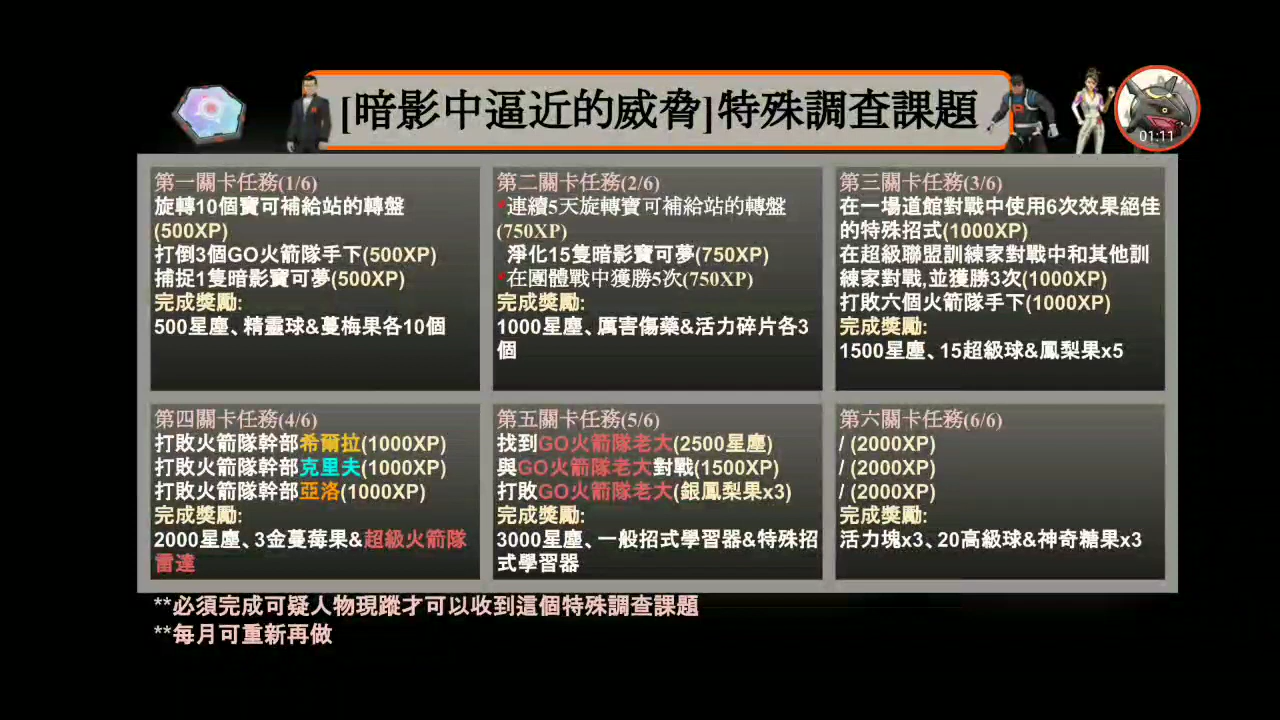 [暗影中逼近的威脅]特殊調查課題
01:11
第一關卡任務(1/6)
旋轉10個寶可補給站的轉盤
(500XP)
打倒3個GO火箭隊手下(500XP)
捕捉1隻暗影寶可夢(500XP)
完成獎勵:
500星塵、精靈球&蔓梅果各10個
第二關卡任務(2/6)
*連續5天旋轉寶可補給站的轉盤
(750XP)
淨化15隻暗影寶可夢(750XP)
*在團體戰中獲勝5次(750XP)
完成獎勵:
1000星塵、厲害傷藥&活力碎片各3
個
第三關卡任務(3/6)
在一場道館對戰中使用6次效果絕佳
的特殊招式(1000XP)
在超級聯盟訓練家對戰中和其他訓
練家對戰,並獲勝3次(1000XP)
打敗六個火箭隊手下(1000XP)
完成獎勵:
1500星塵、15超級球&鳳梨果x5
第四關卡任務(4/6)
打敗火箭隊幹部希爾拉(1000XP)
打敗火箭隊幹部克里夫(1000XP)
打敗火箭隊幹部亞洛(1000XP)
完成獎勵:
2000星塵、3金蔓莓果&超級火箭隊
雷達
第五關卡任務(5/6)
找到GO火箭隊老大(2500星塵)
與GO火箭隊老大對戰(1500XP)
打敗GO火箭隊老大(銀鳳梨果x3)
完成獎勵:
3000星塵、一般招式學習器&特殊招
式學習器
第六關卡任務(6/6)
/ (2000XP)
/ (2000XP)
/ (2000XP)
完成獎勵:
活力塊x3、20高級球&神奇糖果x3
**必須完成可疑人物現蹤才可以收到這個特殊調查課題
**每月可重新再做